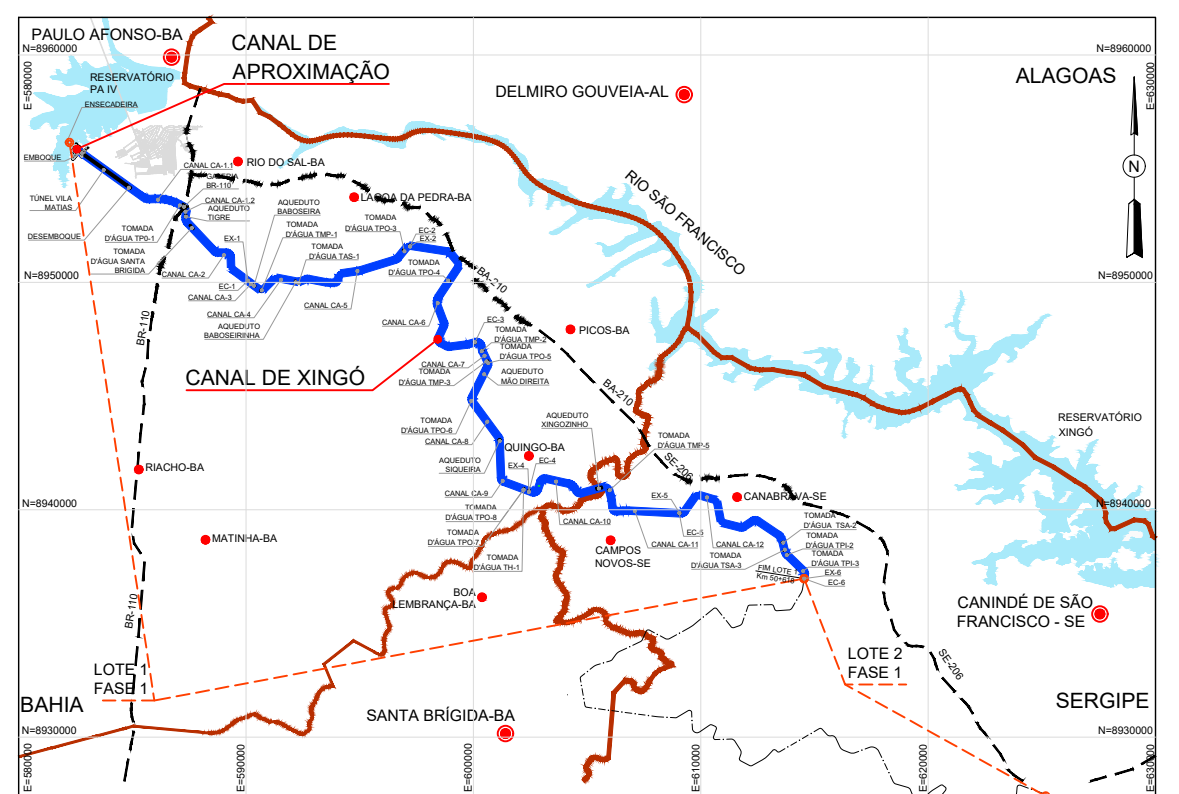 PAULO AFONSO-BA
N=8960000
E=580000
CANAL DE
APROXIMAÇÃO
RESERVATÓRIO
PA IV
ENSECADEIRA
EMBOQUE
TÚNEL VILA
MATIAS
DESEMBOQUE
CANAL CA-1.1
GALERIA
BR-110
CANAL CA-1.2
AQUEDUTO
TIGRE
TOMADA
D'ÁGUA TP0-1
TOMADA
D'ÁGUA SANTA
BRIGIDA
CANAL CA-2
RIO DO SAL-BA
LAGOA DA PEDRA-BA
DELMIRO GOUVEIA-AL
ALAGOAS
N=8960000
E=630000
N
RIO SÃO FRANCISCO
AQUEDUTO
BABOSEIRA
TOMADA
D'ÁGUA TMP-1
TOMADA
D'ÁGUA TAS-1
TOMADA
D'ÁGUA TPO-3
EC-2
EX-2
TOMADA
D'ÁGUA TPO-4
EX-1
EC-1
CANAL CA-3
CANAL CA-4
AQUEDUTO
BABOSEIRINHA
CANAL CA-5
CANAL CA-6
N=8950000
N=8950000
BA-210
BR-110
PICOS-BA
EC-3
TOMADA
D'ÁGUA TMP-2
TOMADA
D'ÁGUA TPO-5
CANAL CA-7
TOMADA
D'ÁGUA TMP-3
AQUEDUTO
MÃO DIREITA
CANAL DE XINGÓ
BA-210
TOMADA
D'ÁGUA TPO-6
CANAL CA-8
AQUEDUTO
SIQUEIRA
AQUEDUTO
XINGOZINHO
TOMADA
D'ÁGUA TMP-5
RESERVATÓRIO
XINGÓ
QUINGO-BA
EX-4
EC-4
CANAL CA-9
SE-206
RIACHO-BA
CANABRAVA-SE
EX-5
EC-5
N=8940000
N=8940000
TOMADA
D'ÁGUA TPO-8
TOMADA
D'ÁGUA TPO-7
TOMADA
D'ÁGUA TH-1
CANAL CA-10
CANAL CA-11
CANAL CA-12
TOMADA
D'ÁGUA TSA-2
TOMADA
D'ÁGUA TPI-2
TOMADA
D'ÁGUA TSA-3
TOMADA
D'ÁGUA TPI-3
EX-6
EC-6
FIM LOTE 1
Km 50+618
MATINHA-BA
CAMPOS
NOVOS-SE
BOA
LEMBRANÇA-BA
BR-110
CANINDÉ DE SÃO
FRANCISCO - SE
LOTE 1
FASE 1
LOTE 2
FASE 1
SE-206
BAHIA
SERGIPE
SANTA BRÍGIDA-BA
N=8930000
N=8930000
E=580000
E=590000
E=600000
E=610000
E=620000
E=630000